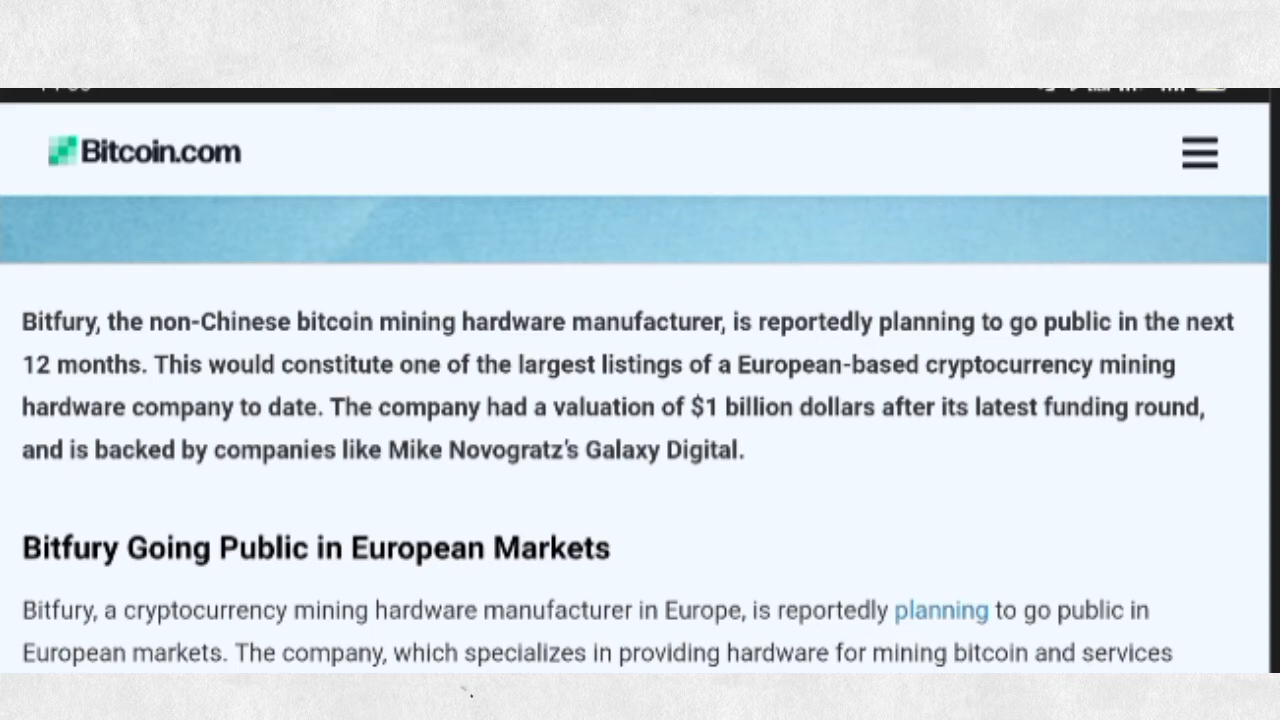 Bitcoin.com
Bitfury, the non-Chinese bitcoin mining hardware manufacturer, is reportedly planning to go public in the next
12 months. This would constitute one of the largest listings of a European-based cryptocurrency mining
hardware company to date. The company had a valuation of $1 billion dollars after its latest funding round,
and is backed by companies like Mike Novogratz's Galaxy Digital.
Bitfury Going Public in European Markets
Bitfury, a cryptocurrency mining hardware manufacturer in Europe, is reportedly planning to go public in
European markets. The company, which specializes in providing hardware for mining bitcoin and services